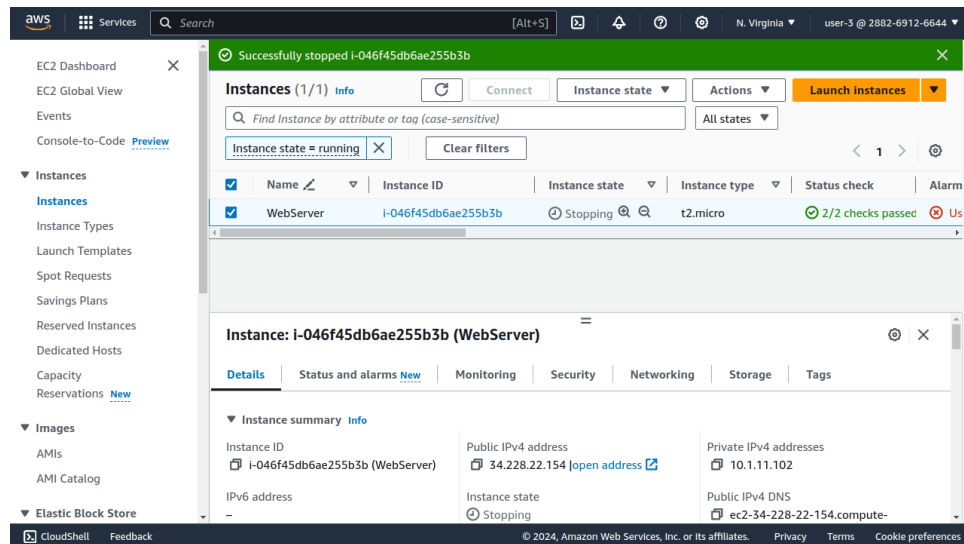 aws Services Search [Alt+S] N. Virginia ▼ user-3 @ 2882-6912-6644 ▼
EC2 Dashboard
EC2 Global View
Events
Console-to-Code Preview
▼ Instances
Instances
Instance Types
Launch Templates
Spot Requests
Savings Plans
Reserved Instances
Dedicated Hosts
Capacity
Reservations New
▼ Images
AMIs
AMI Catalog
▼ Elastic Block Store
Successfully stopped i-046f45db6ae255b3b
Instances (1/1) Info Connect Instance state ▼ Actions ▼ Launch instances ▼
Find Instance by attribute or tag (case-sensitive) All states ▼
Instance state = running Clear filters < 1 >
Name Instance ID Instance state Instance type Status check Alarm
WebServer i-046f45db6ae255b3b Stopping t2.micro 2/2 checks passed Us
Instance: i-046f45db6ae255b3b (WebServer)
Details Status and alarms New Monitoring Security Networking Storage Tags
▼ Instance summary Info
Instance ID Public IPv4 address Private IPv4 addresses
i-046f45db6ae255b3b (WebServer) 34.228.22.154 |open address 10.1.11.102
IPv6 address Instance state Public IPv4 DNS
– Stopping ec2-34-228-22-154.compute-
CloudShell Feedback © 2024, Amazon Web Services, Inc. or its affiliates. Privacy Terms Cookie preferences